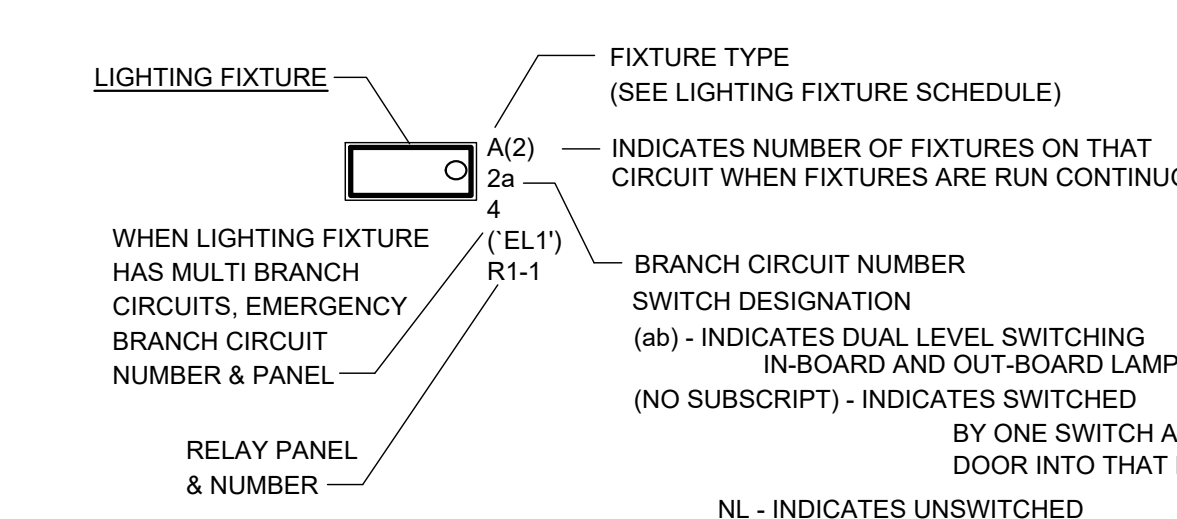 LIGHTING FIXTURE
FIXTURE TYPE
(SEE LIGHTING FIXTURE SCHEDULE)
A(2)
INDICATES NUMBER OF FIXTURES ON THAT
CIRCUIT WHEN FIXTURES ARE RUN
2a
4
(`EL1')
R1-1
WHEN LIGHTING FIXTURE
HAS MULTI BRANCH
CIRCUITS, EMERGENCY
BRANCH CIRCUIT
NUMBER & PANEL
RELAY PANEL
& NUMBER
BRANCH CIRCUIT NUMBER
SWITCH DESIGNATION
(ab) - INDICATES DUAL LEVEL SWITCHING
IN-BOARD AND OUT-BOARD LAMP
(NO SUBSCRIPT) - INDICATES SWITCHED
BY ONE SWITCH A
DOOR INTO THAT
NL - INDICATES UNSWITCHED